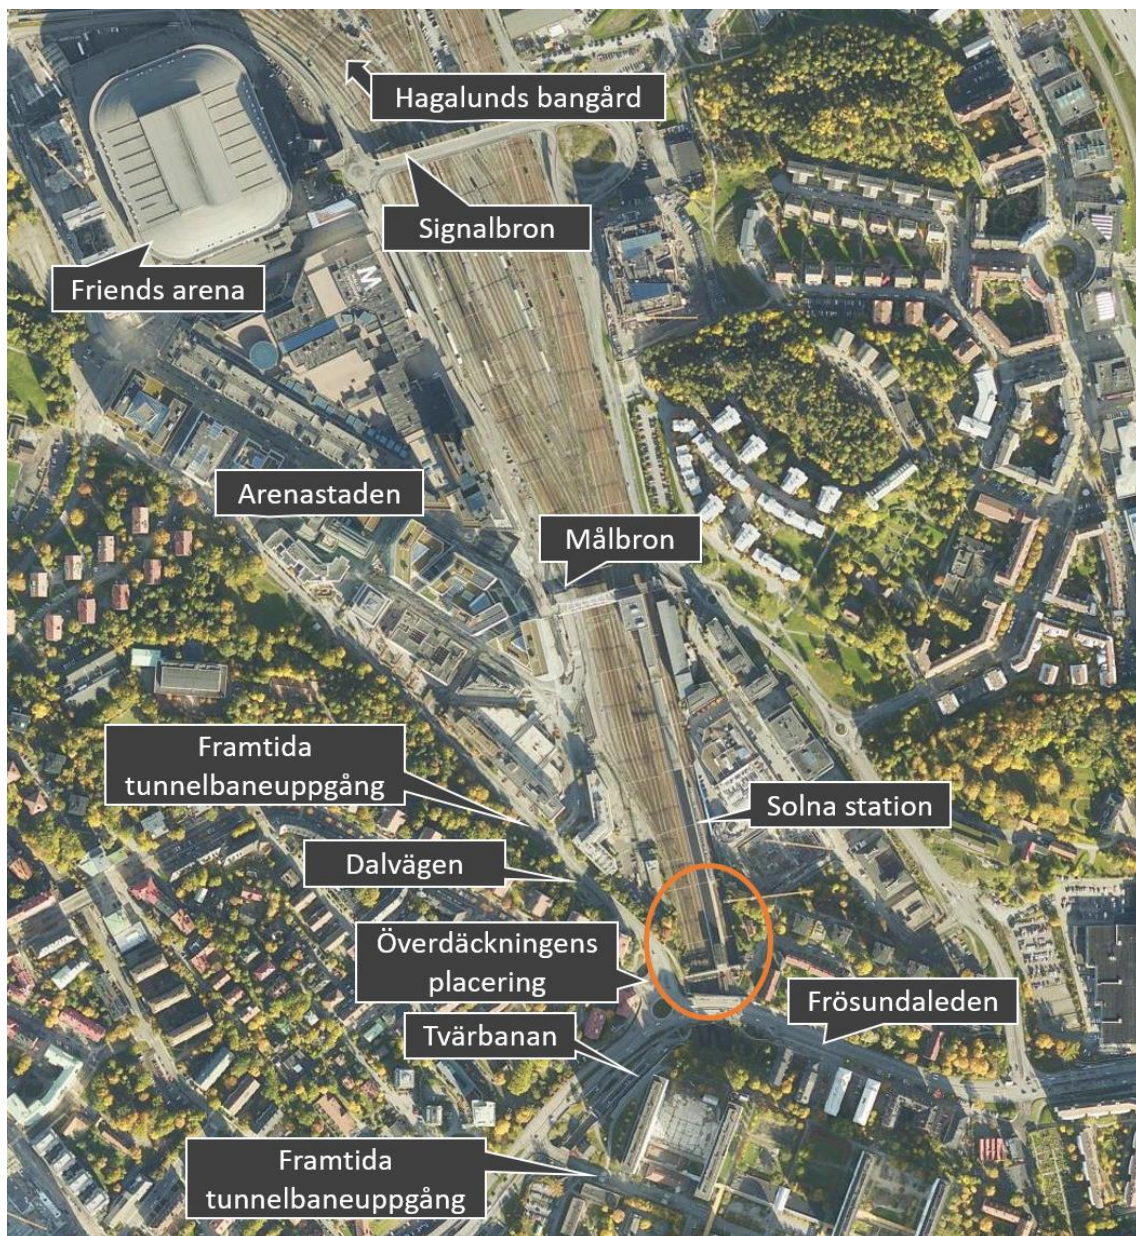 Hagalunds bangård
Signalbron
Friends arena
M
Arenastaden
Målbron
Framtida
tunnelbaneuppgång
Solna station
Dalvägen
Överdäckningens
placering
Frösundaleden
Tvärbanan
Framtida
tunnelbaneuppgång